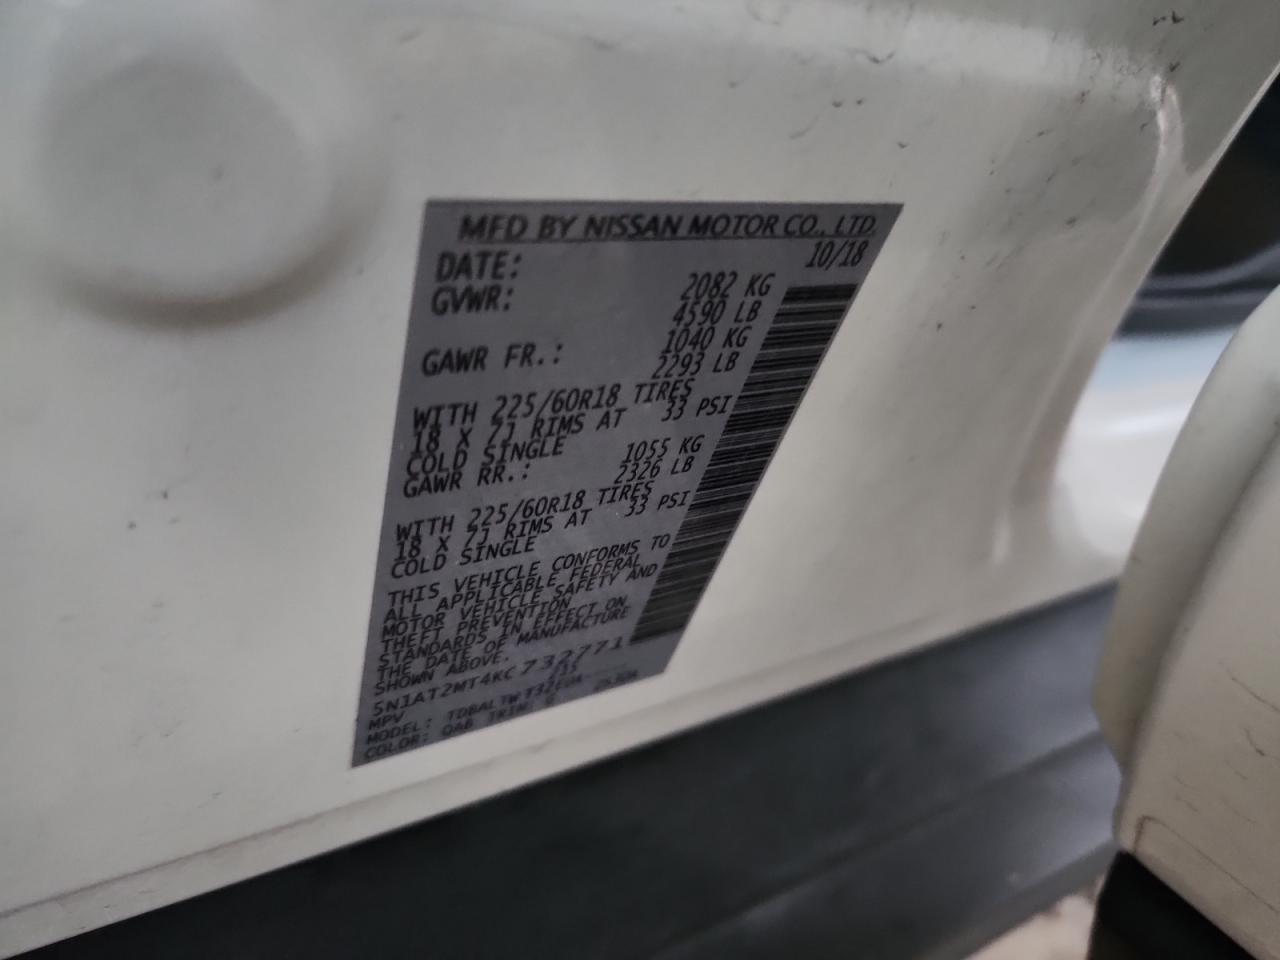 MFD BY NISSAN MOTOR CO., LTD.
DATE: 10/18
GVWR: 2082 KG
4590 LB
GAWR FR.: 1040 KG
2293 LB
WITH 225/60R18 TIRES
18 X 7J RIMS AT 33 PSI
COLD SINGLE
GAWR RR.: 1055 KG
2326 LB
WITH 225/60R18 TIRES
18 X 7J RIMS AT 33 PSI
COLD SINGLE
THIS VEHICLE CONFORMS TO
ALL APPLICABLE FEDERAL
MOTOR VEHICLE SAFETY AND
THEFT PREVENTION
STANDARDS IN EFFECT ON
THE DATE OF MANUFACTURE
SHOWN ABOVE.
5N1AT2MT4KC732771
MPV
MODEL:
COLOR: QAB TRIM: G